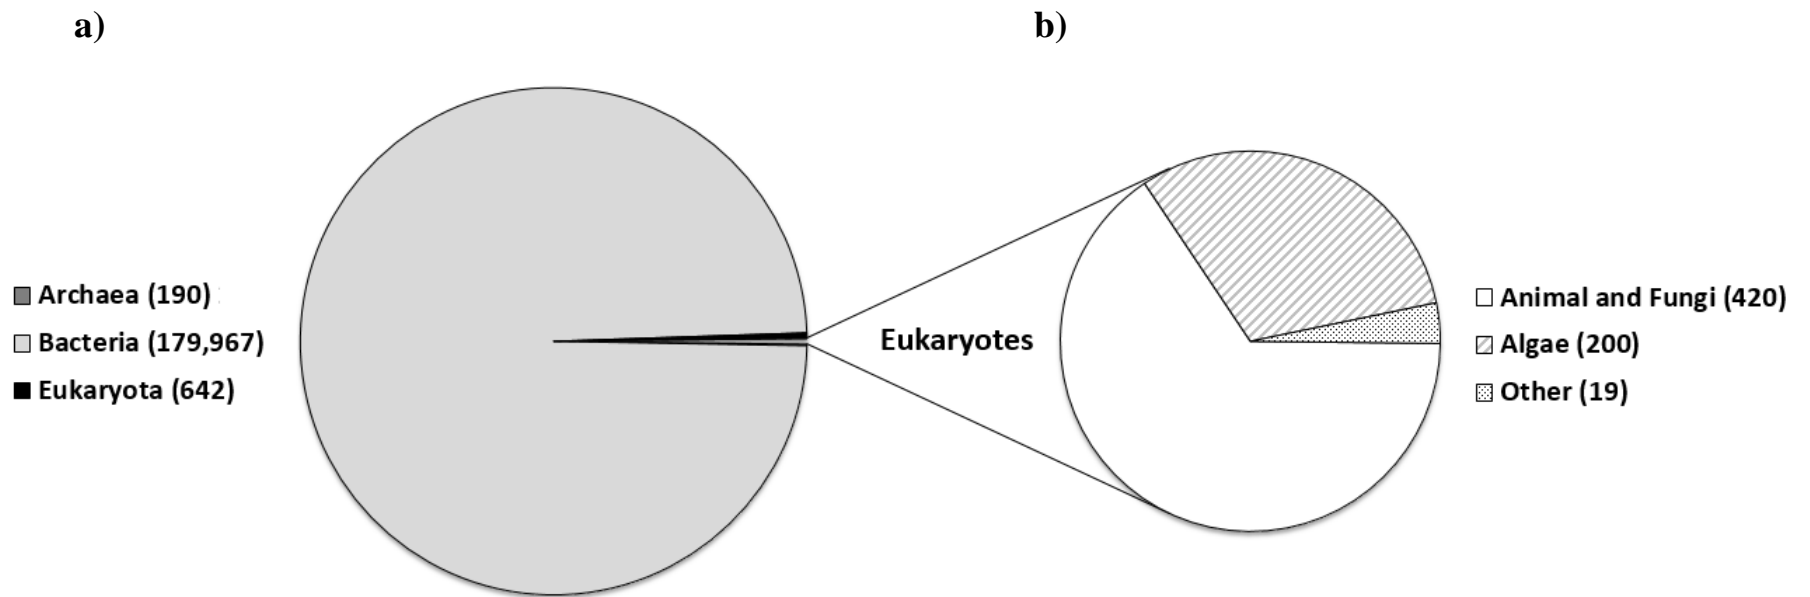 a)
b)
Archaea (190)
Bacteria (179,967)
Eukaryota (642)
Eukaryotes
Animal and Fungi (420)
Algae (200)
Other (19)